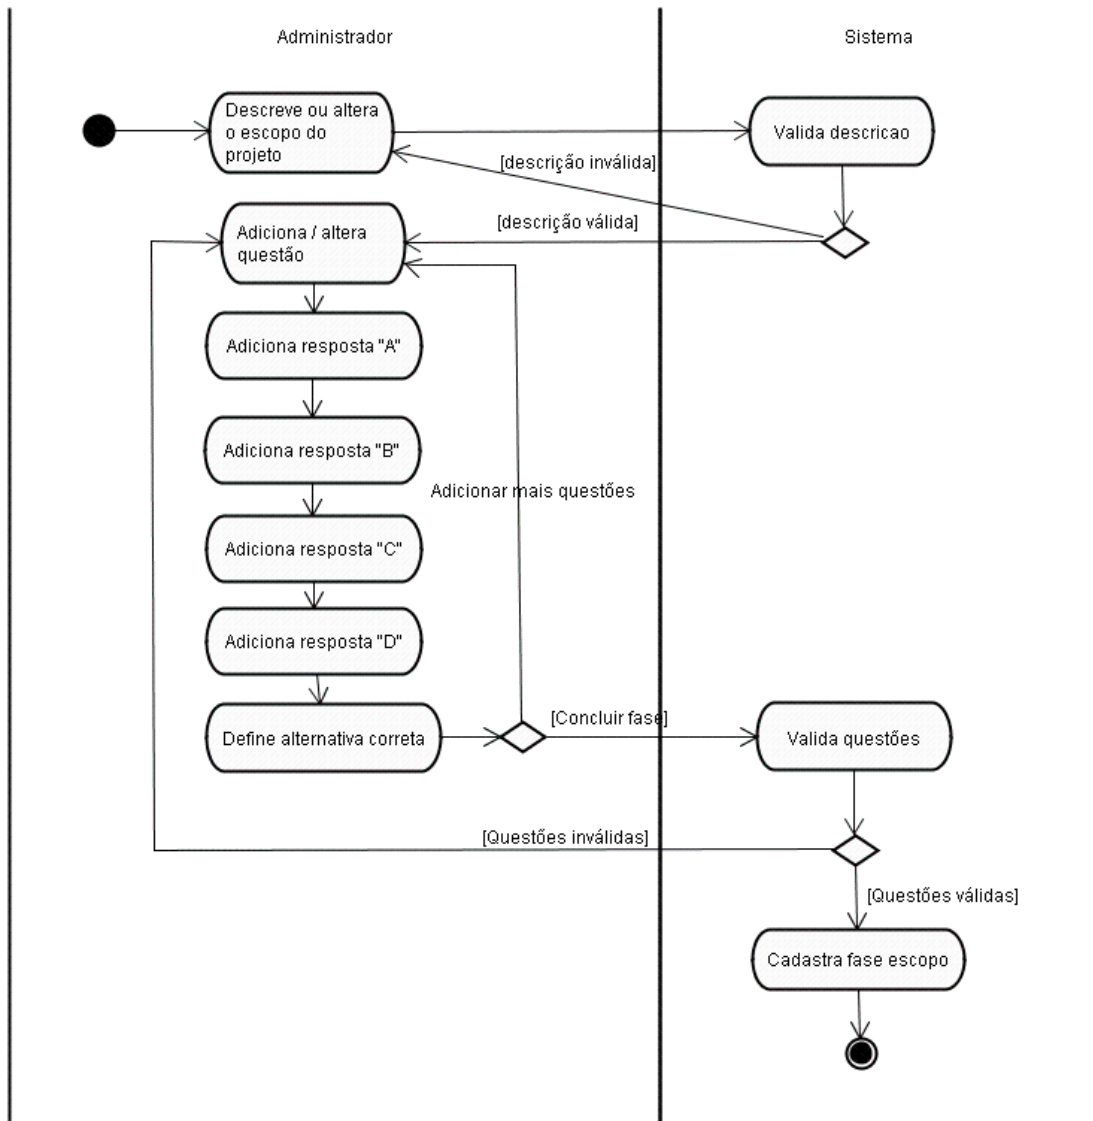 Administrador
Sistema
Descreve ou altera
o escopo do
projeto
Valida descricao
[descrição inválida]
[descrição válida]
Adiciona / altera
questão
Adiciona resposta "A"
Adiciona resposta "B"
Adicionar mais questões
Adiciona resposta "C"
Adiciona resposta "D"
Define alternativa correta
[Concluir fase]
Valida questões
[Questões inválidas]
[Questões válidas]
Cadastra fase escopo